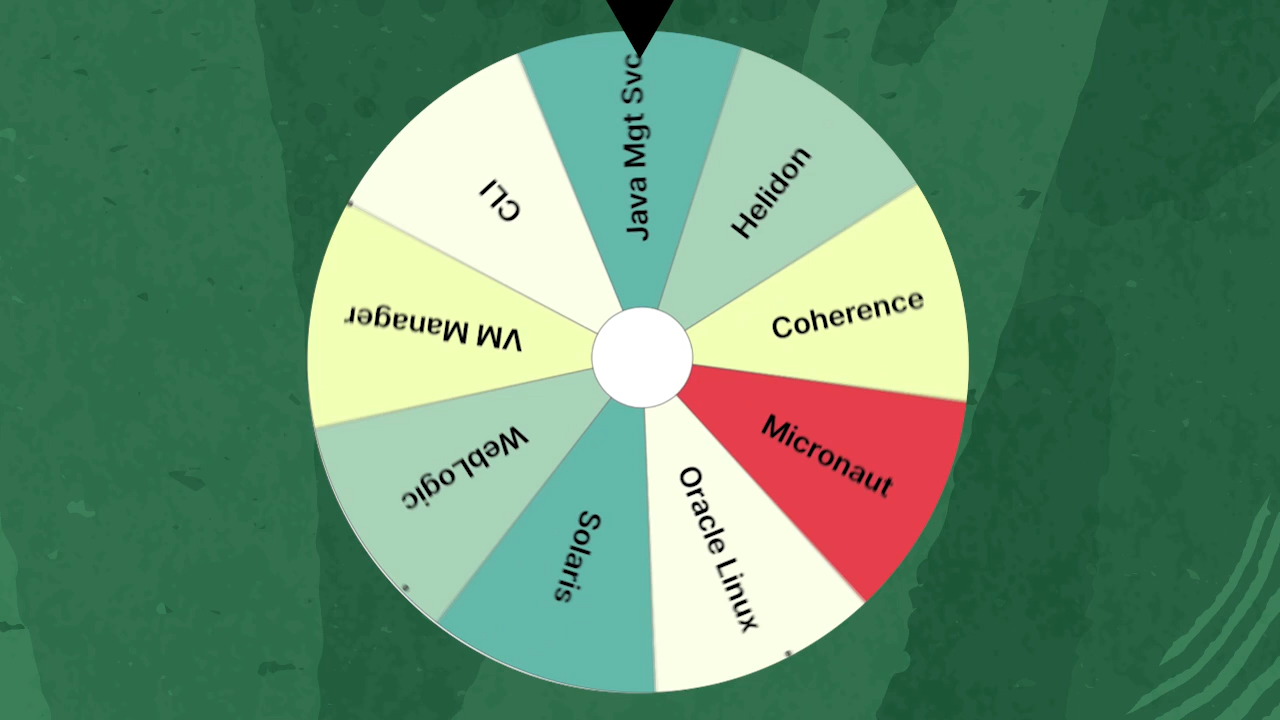 Java Mgt Svc
Helidon
Coherence
Micronaut
Oracle Linux
Solaris
WebLogic
VM Manager
CLI